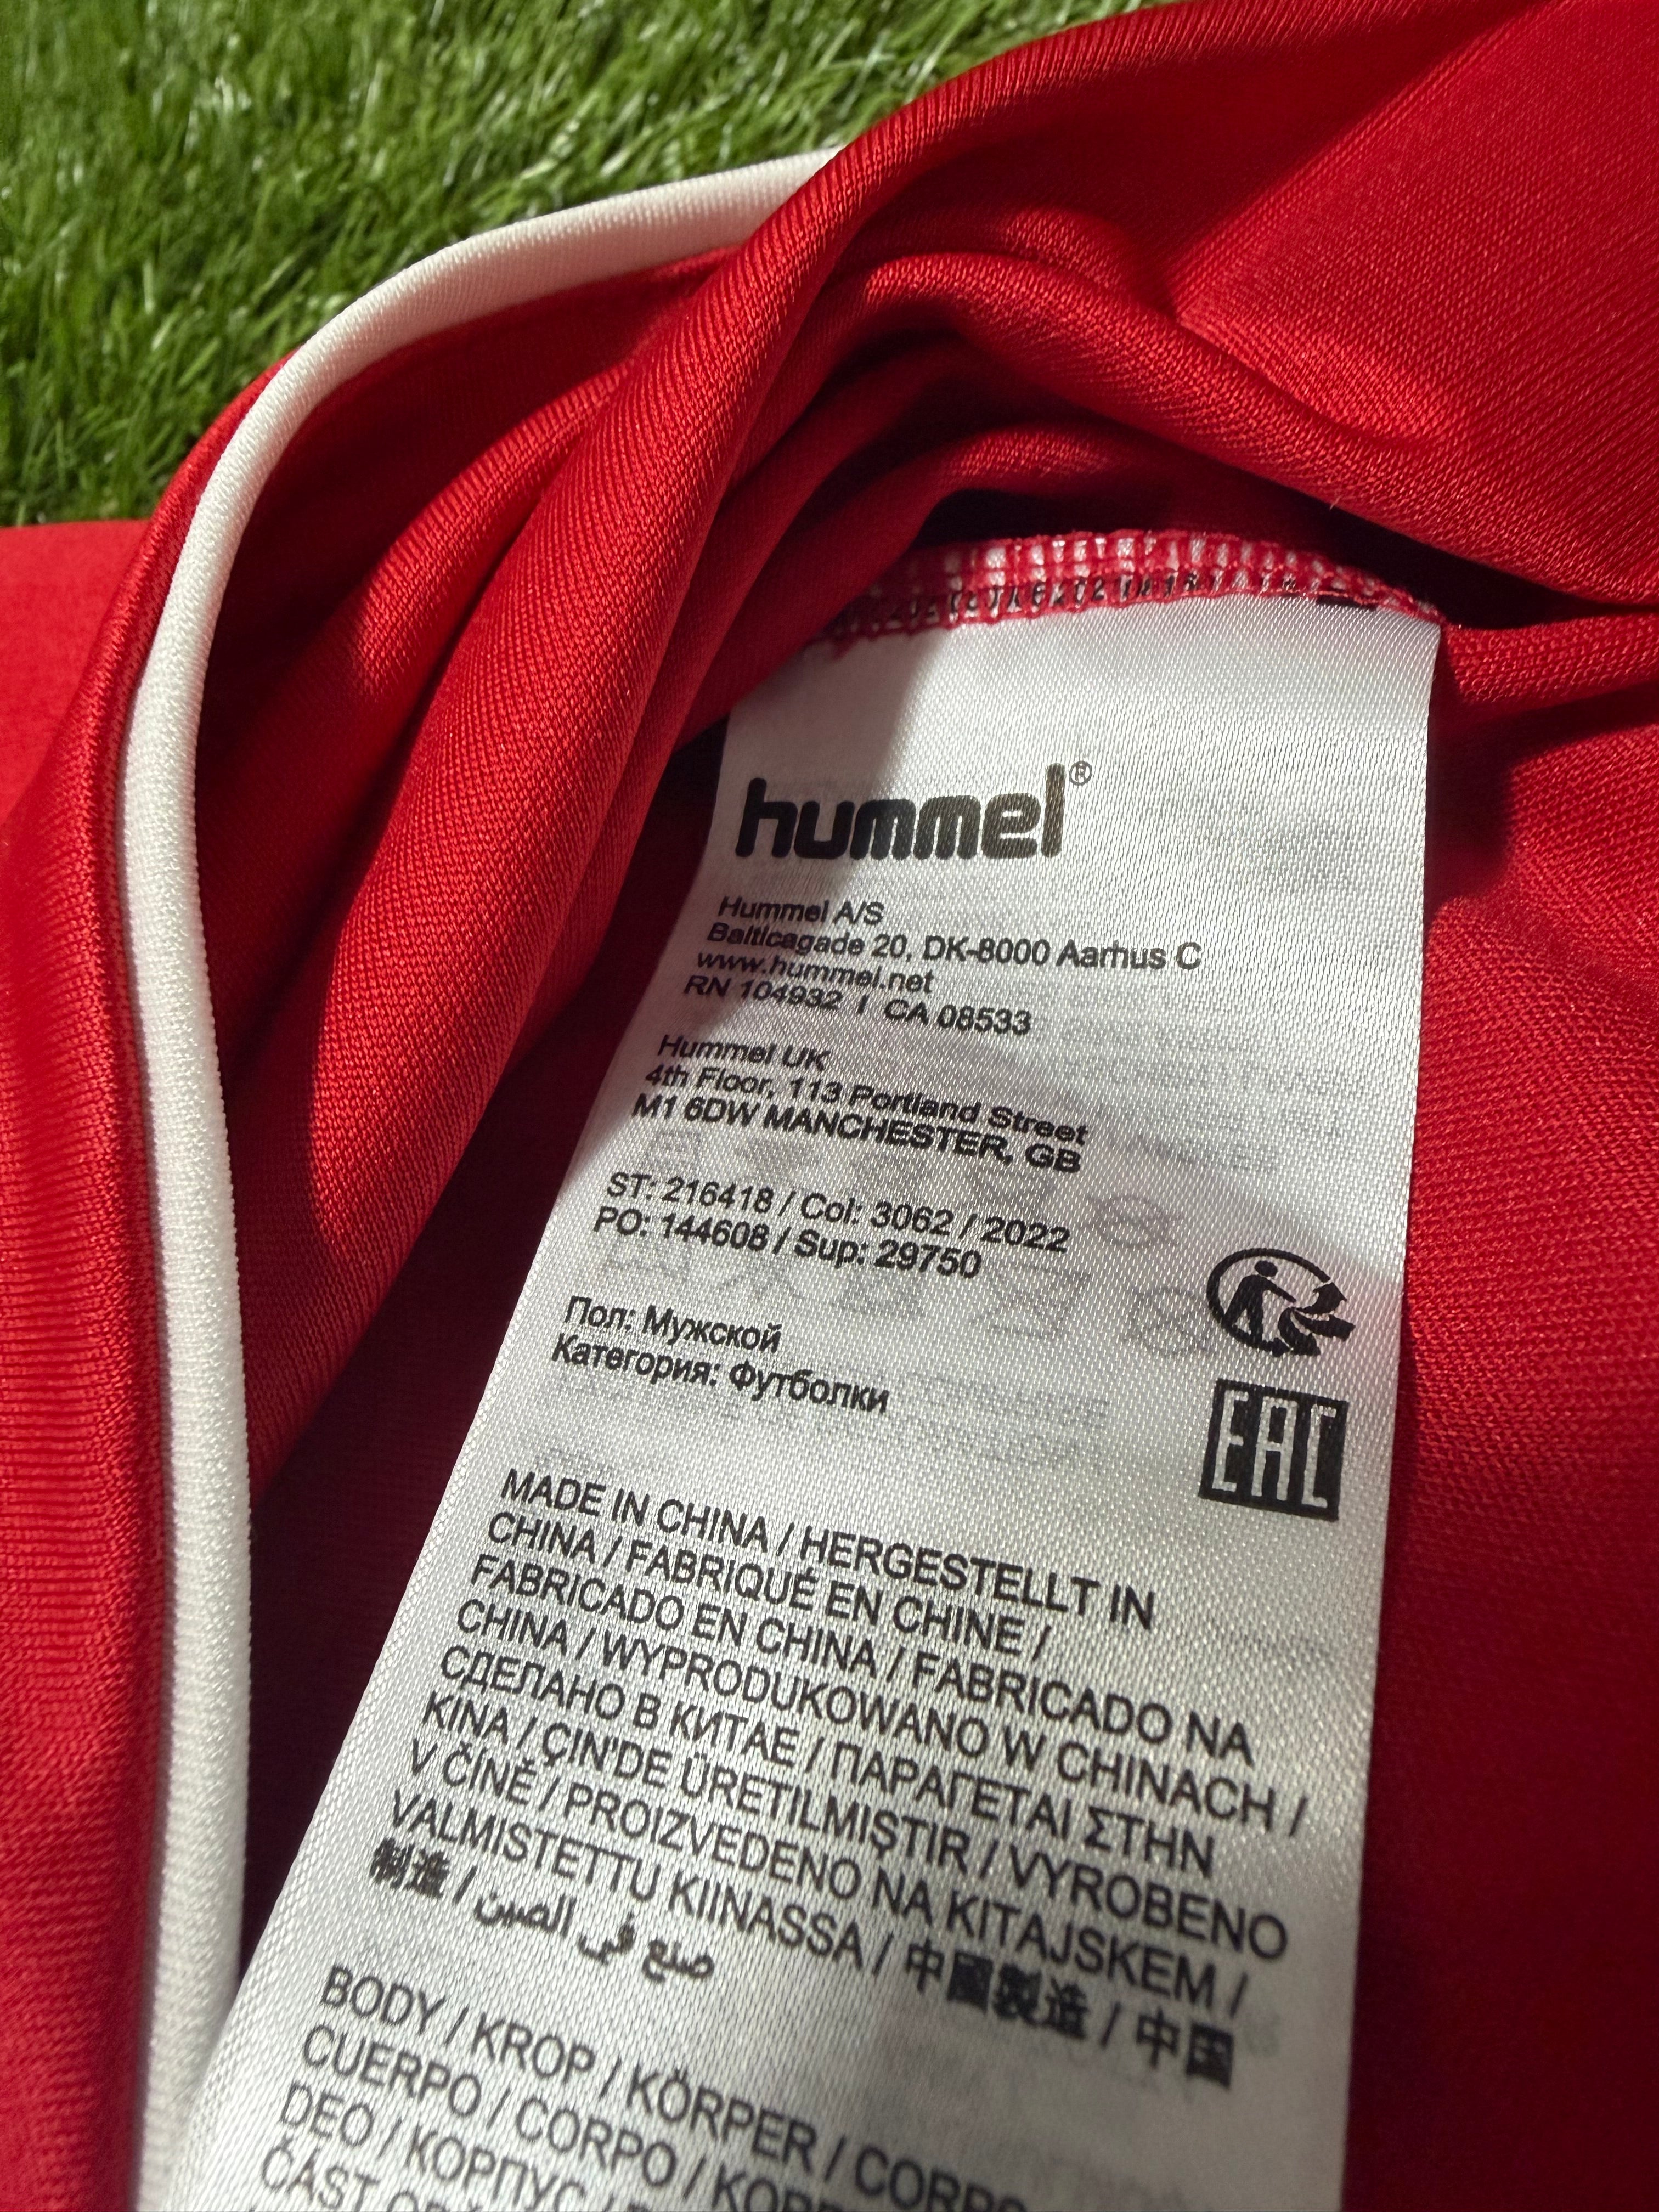 hummel®
Hummel A/S
Balticagade 20, DK-8000 Aarhus C
www.hummel.net
RN 104932 I CA 08533
Hummel UK
4th Floor, 113 Portland Street
M1 6DW MANCHESTER, GB
ST: 216418 / Col: 3062 / 2022
PO: 144608 / Sup: 29750
Пол: Мужской
Категория: Футболки
EAC
MADE IN CHINA / HERGESTELLT IN
CHINA / FABRIQUÉ EN CHINE /
FABRICADO EN CHINA / FABRICADO NA
CHINA / WYPRODUKOWANO W CHINACH /
СДЕЛАНО В КИТАЕ / ΠΑΡΑΓΕΤΑΙ ΣΤΗΝ
ΚΙΝΑ / ÇIN'DE ÜRETILMIŞTIR / VYROBENO
V ČÍNĚ / PROIZVEDENO NA KITAJSKEM /
VALMISTETTU KIINASSA / 中國製造 / 中国
制造 / صنع في الصين
BODY / KROP / KÖRPER / CORPS
CUERPO / CORPO / KOR
DEO / КОРПУС /
ČÁST